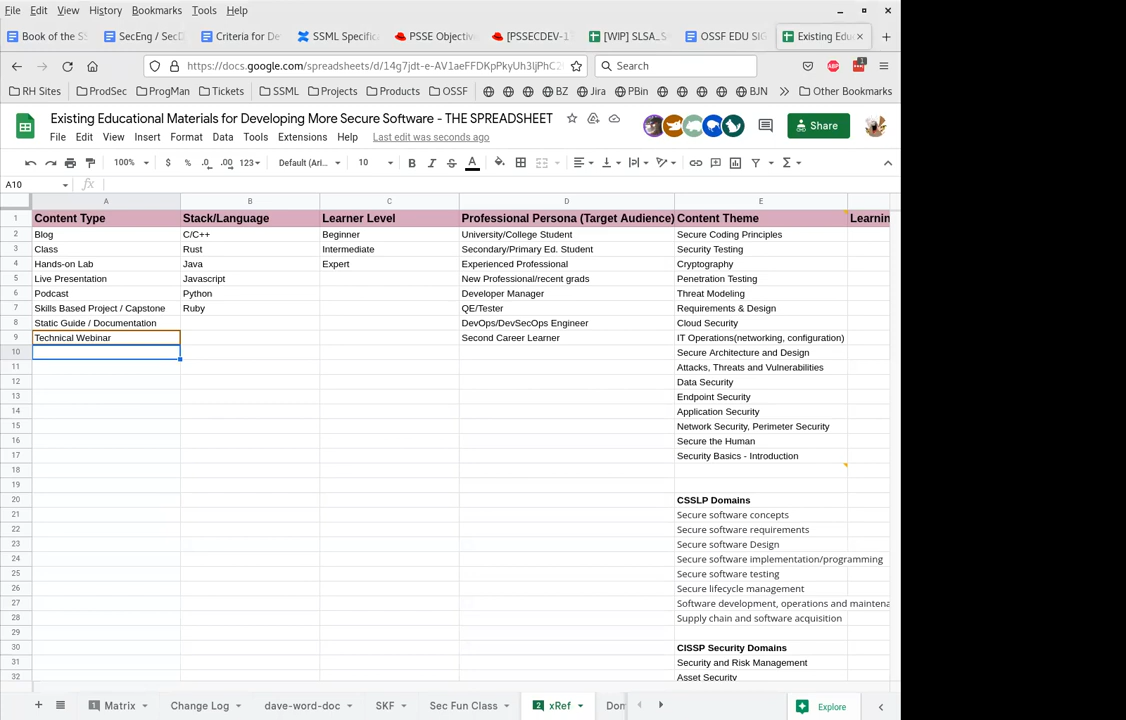 File Edit View History Bookmarks Tools Help
Book of the SS SecEng / SecD Criteria for De SSML Specific PSSE Objectiv [PSSECDEV-1 [WIP] SLSA_S OSSF EDU SIG Existing Edu
https://docs.google.com/spreadsheets/d/14g7jdt-e-AV1aeFFDKpPkyUh3ljPhC2 Search ABP 1
RH Sites ProdSec ProgMan Tickets SSML Projects Products OSSF BZ Jira PBin BJN Other Bookmarks
Existing Educational Materials for Developing More Secure Software - THE SPREADSHEET
Share
File Edit View Insert Format Data Tools Extensions Help Last edit was seconds ago
100% $ % .0 .00 123 Default (Ari... 10 B I S A
A10 fx
A B C D E
1 Content Type Stack/Language Learner Level Professional Persona (Target Audience) Content Theme Learnin
2 Blog C/C++ Beginner University/College Student Secure Coding Principles
3 Class Rust Intermediate Secondary/Primary Ed. Student Security Testing
4 Hands-on Lab Java Expert Experienced Professional Cryptography
5 Live Presentation Javascript New Professional/recent grads Penetration Testing
6 Podcast Python Developer Manager Threat Modeling
7 Skills Based Project / Capstone Ruby QE/Tester Requirements & Design
8 Static Guide / Documentation DevOps/DevSecOps Engineer Cloud Security
9 Technical Webinar Second Career Learner IT Operations(networking, configuration)
10 Secure Architecture and Design
11 Attacks, Threats and Vulnerabilities
12 Data Security
13 Endpoint Security
14 Application Security
15 Network Security, Perimeter Security
16 Secure the Human
17 Security Basics - Introduction
18
19
20 CSSLP Domains
21 Secure software concepts
22 Secure software requirements
23 Secure software Design
24 Secure software implementation/programming
25 Secure software testing
26 Secure lifecycle management
27 Software development, operations and maintena
28 Supply chain and software acquisition
29
30 CISSP Security Domains
31 Security and Risk Management
32 Asset Security
1 Matrix Change Log dave-word-doc SKF Sec Fun Class 2 xRef Don Explore